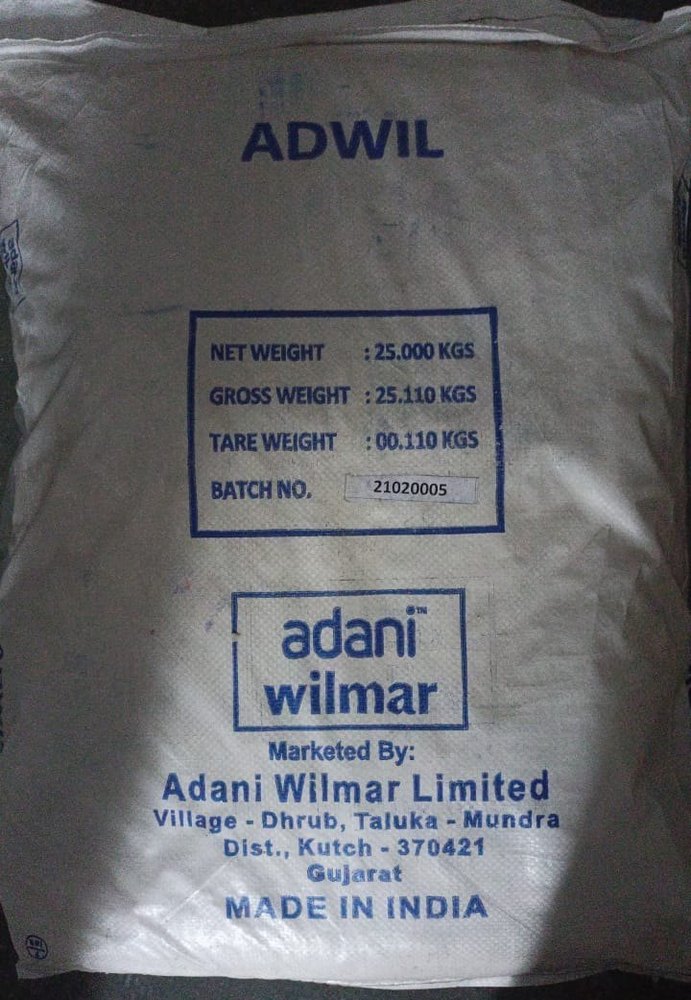 ADWIL
NET WEIGHT : 25.000 KGS
GROSS WEIGHT : 25.110 KGS
TARE WEIGHT : 00.110 KGS
BATCH NO. 21020005
adani™
wilmar
Marketed By:
Adani Wilmar Limited
Village - Dhrub, Taluka - Mundra
Dist., Kutch - 370421
Gujarat
MADE IN INDIA